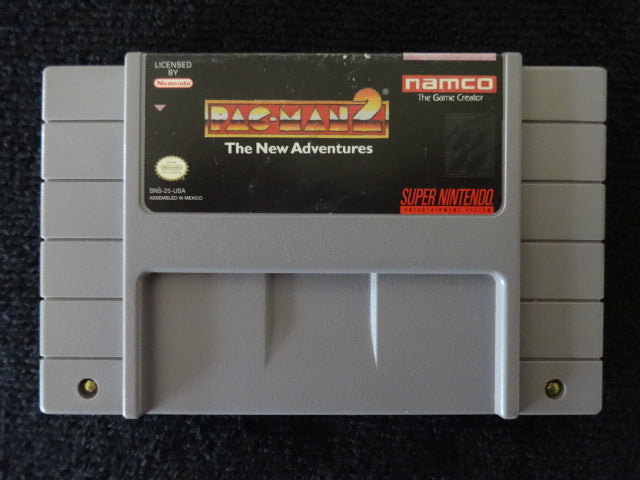 LICENSED
BY
Nintendo
namco
The Game Creator
PAC-MAN 2
®
The New Adventures
SNS-25-USA
ASSEMBLED IN MEXICO
SUPER NINTENDO
ENTERTAINMENT SYSTEM